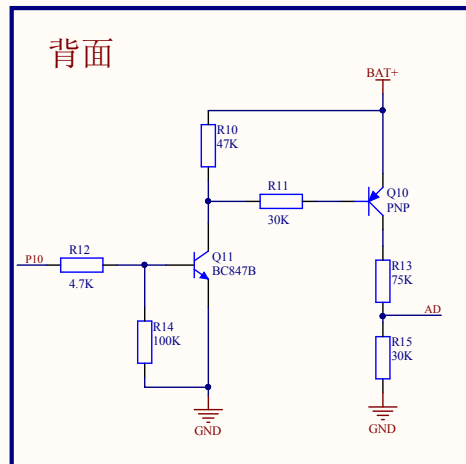 背面
BAT+
R10
47K
R11
30K
Q10
PNP
R12
P10
4.7K
Q11
BC847B
R13
75K
AD
R14
100K
R15
30K
GND
GND